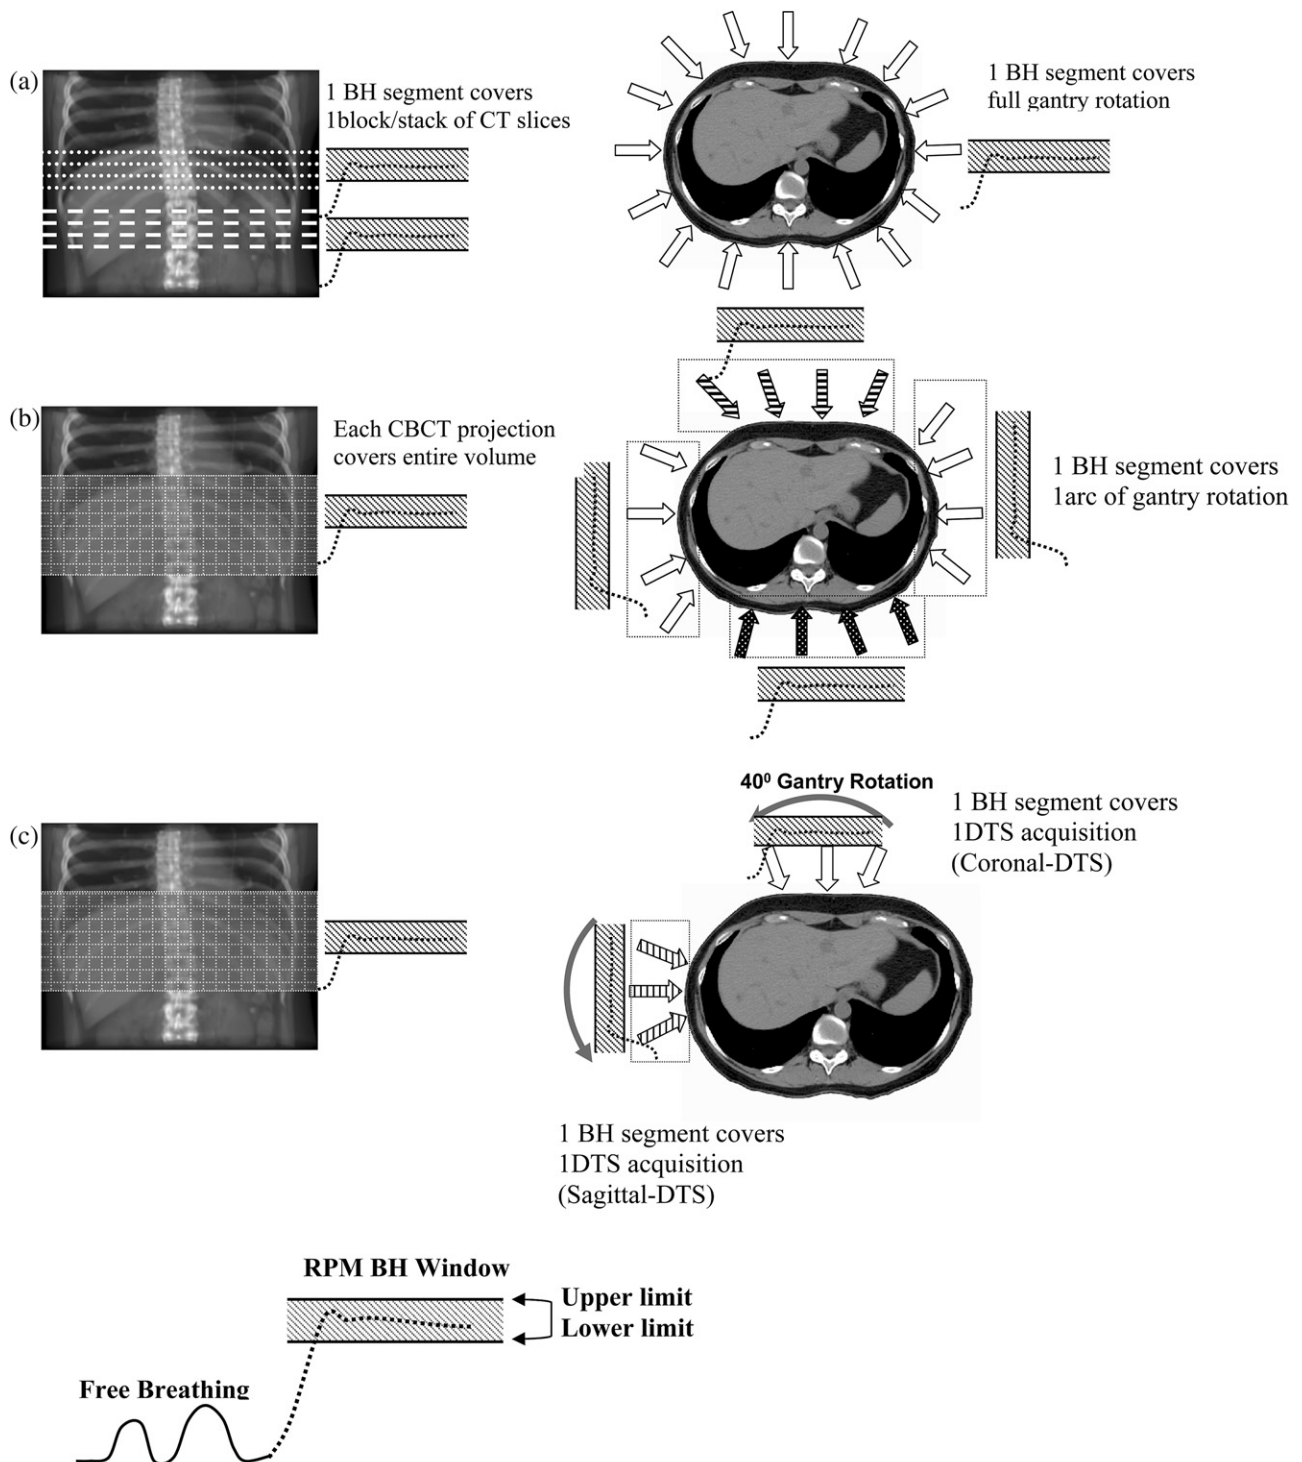 (a)
1 BH segment covers
1block/stack of CT slices
1 BH segment covers
full gantry rotation
(b)
Each CBCT projection
covers entire volume
1 BH segment covers
1arc of gantry rotation
(c)
40⁰ Gantry Rotation
1 BH segment covers
1DTS acquisition
(Coronal-DTS)
1 BH segment covers
1DTS acquisition
(Sagittal-DTS)
RPM BH Window
Upper limit
Lower limit
Free Breathing